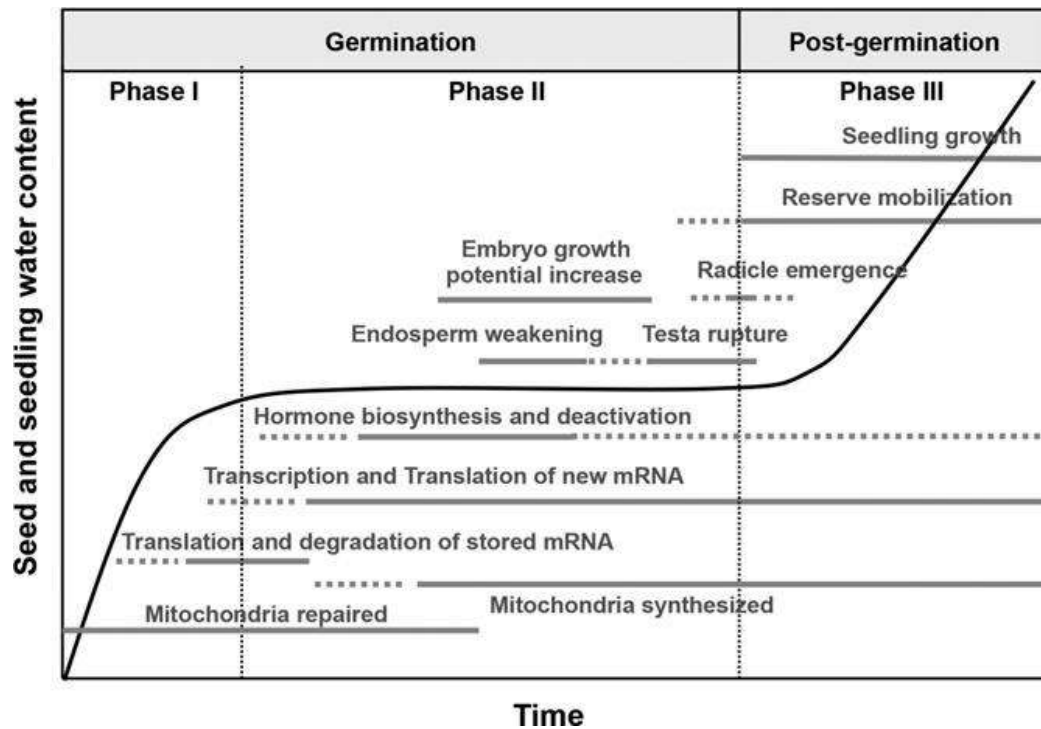 Germination
Post-germination
Phase I
Phase II
Phase III
Seedling growth
Reserve mobilization
Embryo growth
potential increase
Radicle emergence
Endosperm weakening
Testa rupture
Hormone biosynthesis and deactivation
Transcription and Translation of new mRNA
Translation and degradation of stored mRNA
Mitochondria synthesized
Mitochondria repaired
Seed and seedling water content
Time